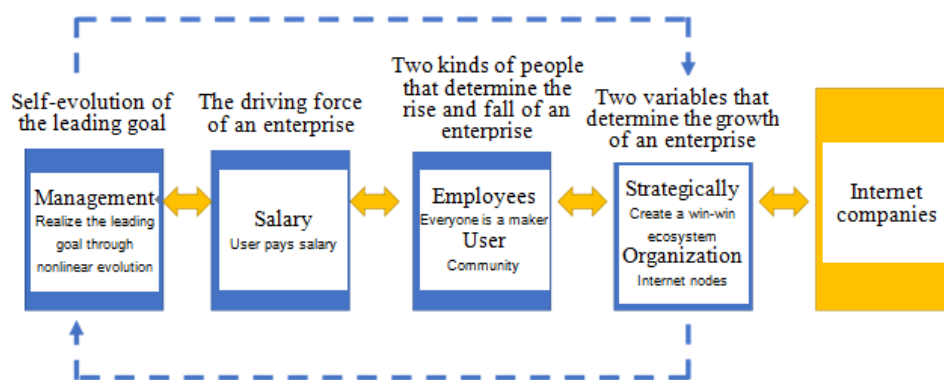 Self-evolution of
the leading goal
Management
Realize the leading
goal through
nonlinear evolution
The driving force
of an enterprise
Salary
User pays salary
Two kinds of people
that determine the
rise and fall of an
enterprise
Employees
Everyone is a maker
User
Community
Two variables that
determine the growth
of an enterprise
Strategically
Create a win-win
ecosystem
Organization
Internet nodes
Internet
companies